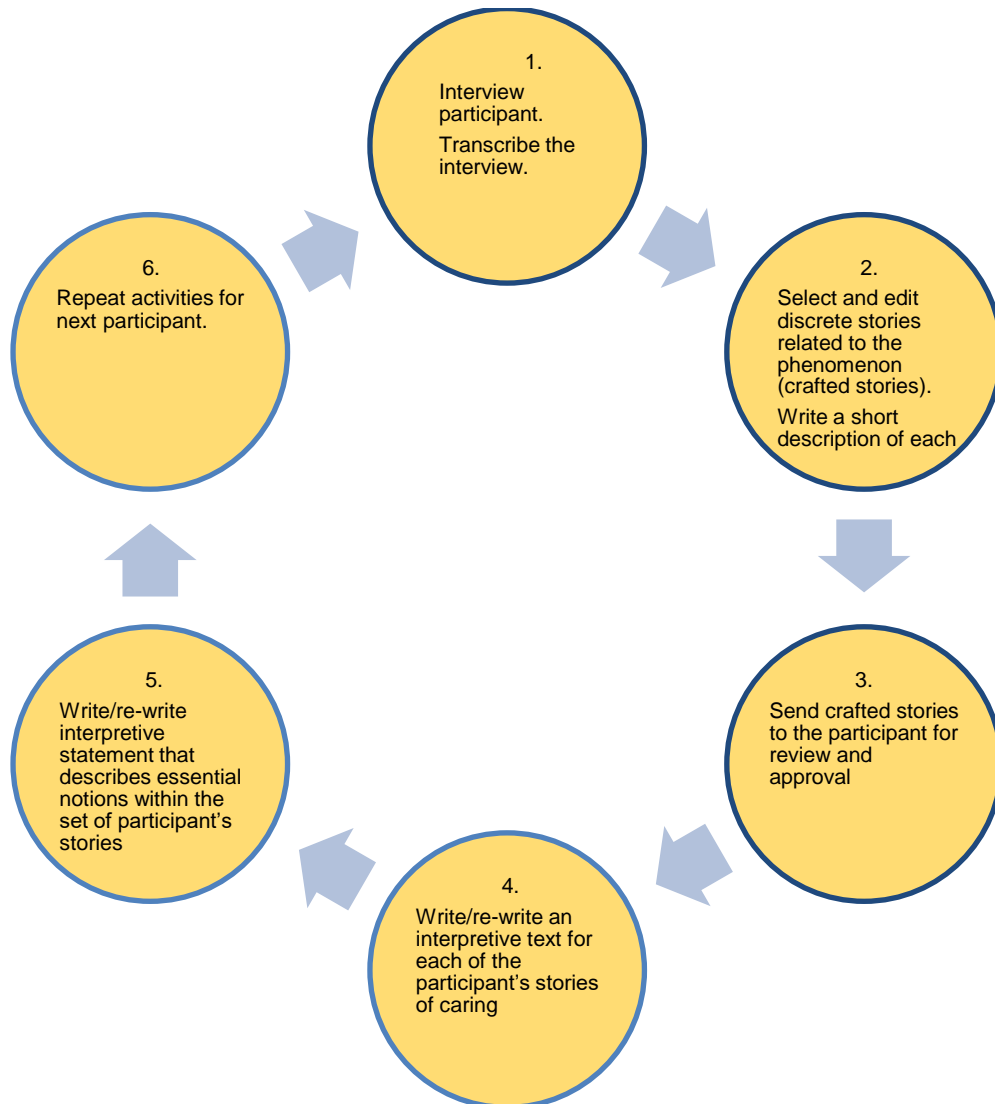 1.
Interview
participant.
Transcribe the
interview.
2.
Select and edit
discrete stories
related to the
phenomenon
(crafted stories).
Write a short
description of each
3.
Send crafted stories
to the participant for
review and
approval
4.
Write/re-write an
interpretive text for
each of the
participant’s stories
of caring
5.
Write/re-write
interpretive
statement that
describes essential
notions within the
set of participant’s
stories
6.
Repeat activities for
next participant.